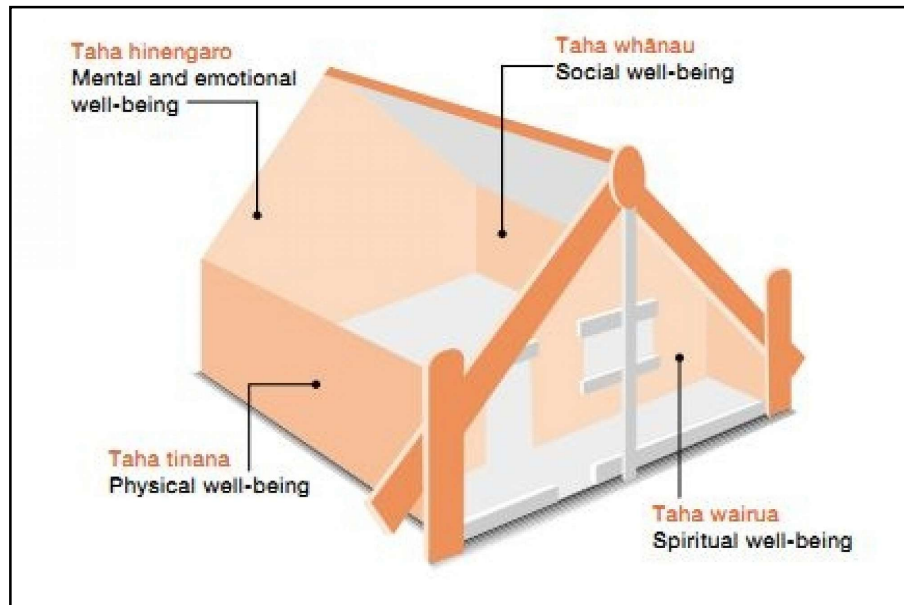 Taha hinengaro
Mental and emotional
well-being
Taha whānau
Social well-being
Taha tinana
Physical well-being
Taha wairua
Spiritual well-being